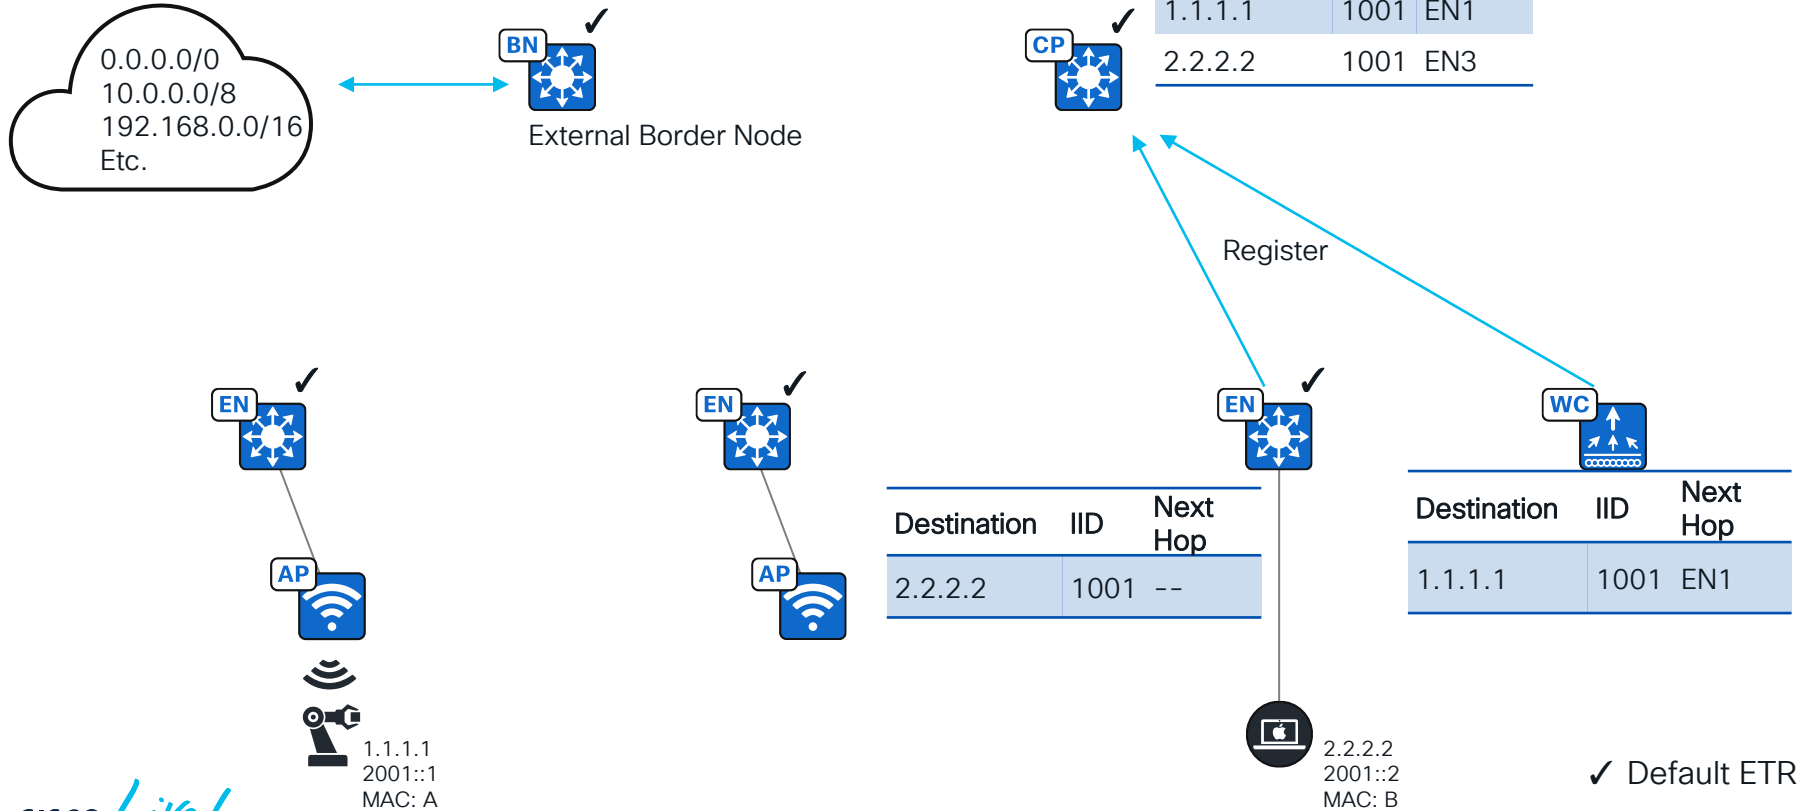 1.1.1.1 1001 EN1
2.2.2.2 1001 EN3
BN
CP
0.0.0.0/0
10.0.0.0/8
192.168.0.0/16
Etc.
External Border Node
Register
EN
EN
EN
WC
AP
AP
Destination IID Next Hop
2.2.2.2 1001 --
Destination IID Next Hop
1.1.1.1 1001 EN1
1.1.1.1
2001::1
MAC: A
2.2.2.2
2001::2
MAC: B
✓ Default ETR